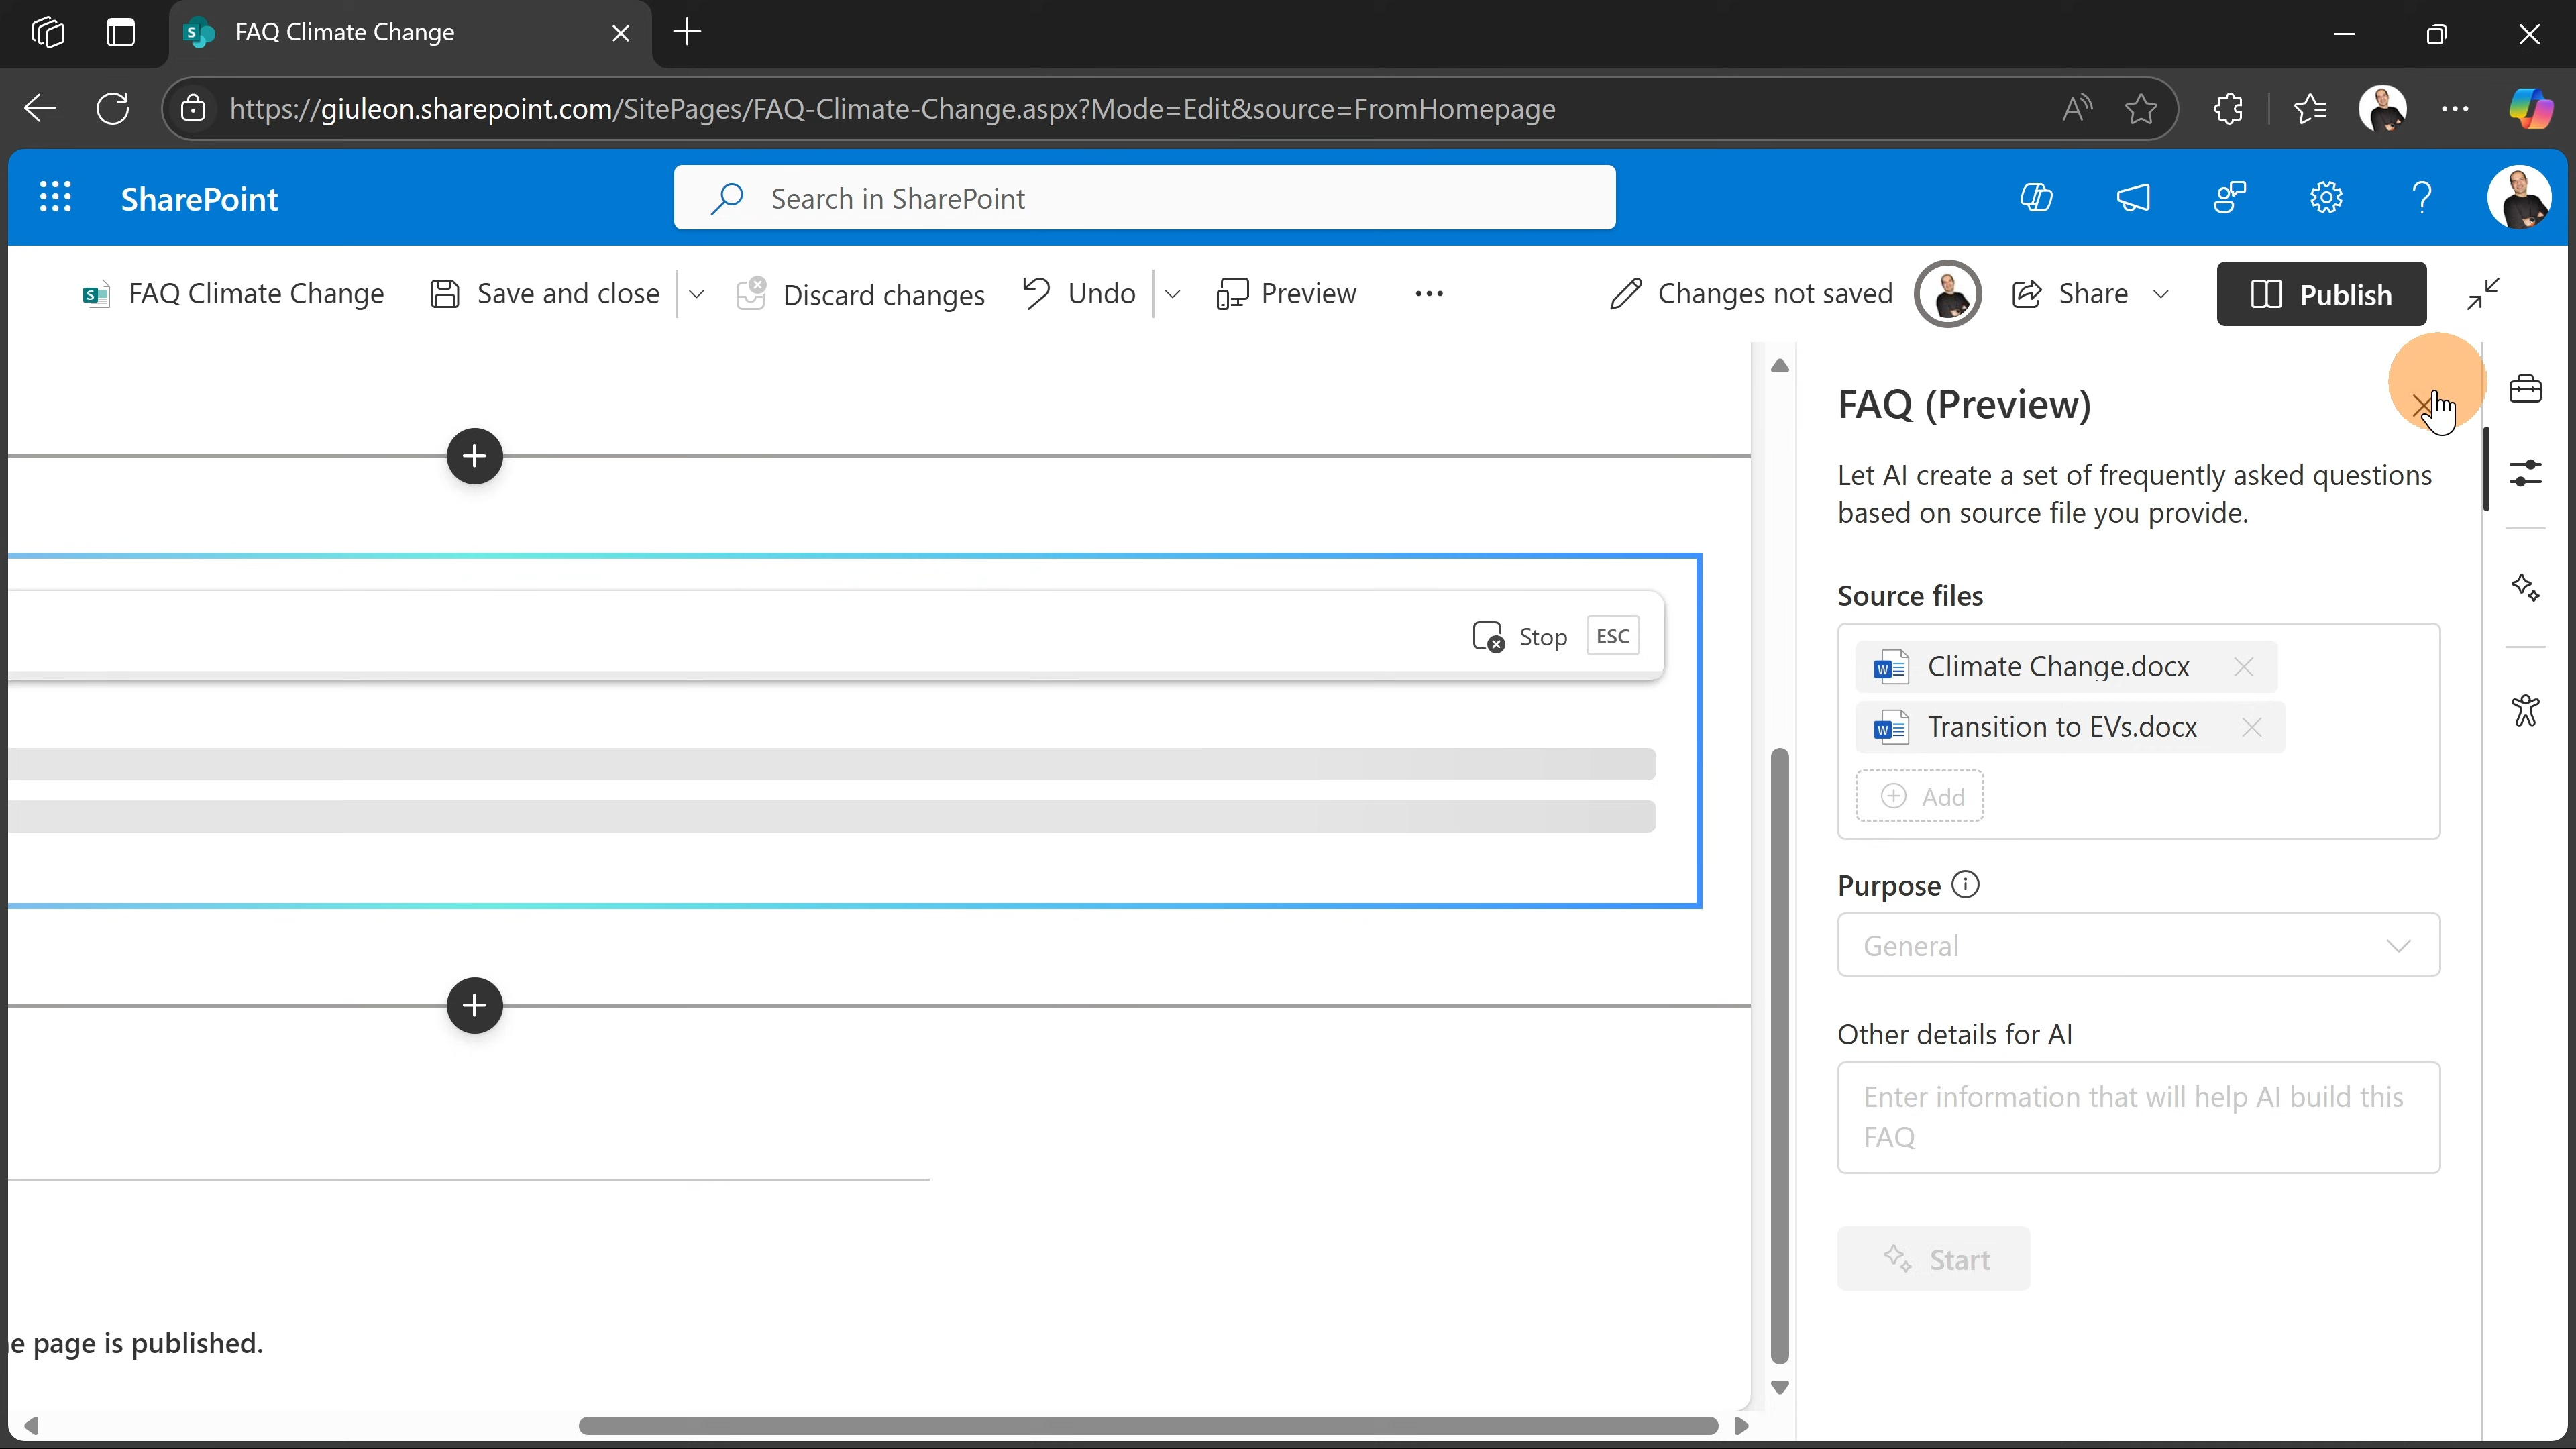 FAQ Climate Change
https://giuleon.sharepoint.com/SitePages/FAQ-Climate-Change.aspx?Mode=Edit&source=FromHomepage
SharePoint
Search in SharePoint
FAQ Climate Change
Save and close
Discard changes
Undo
Preview
Changes not saved
Share
Publish
Stop
ESC
e page is published.
FAQ (Preview)
Let AI create a set of frequently asked questions
based on source file you provide.
Source files
Climate Change.docx
Transition to EVs.docx
Add
Purpose
General
Other details for AI
Enter information that will help AI build this
FAQ
Start